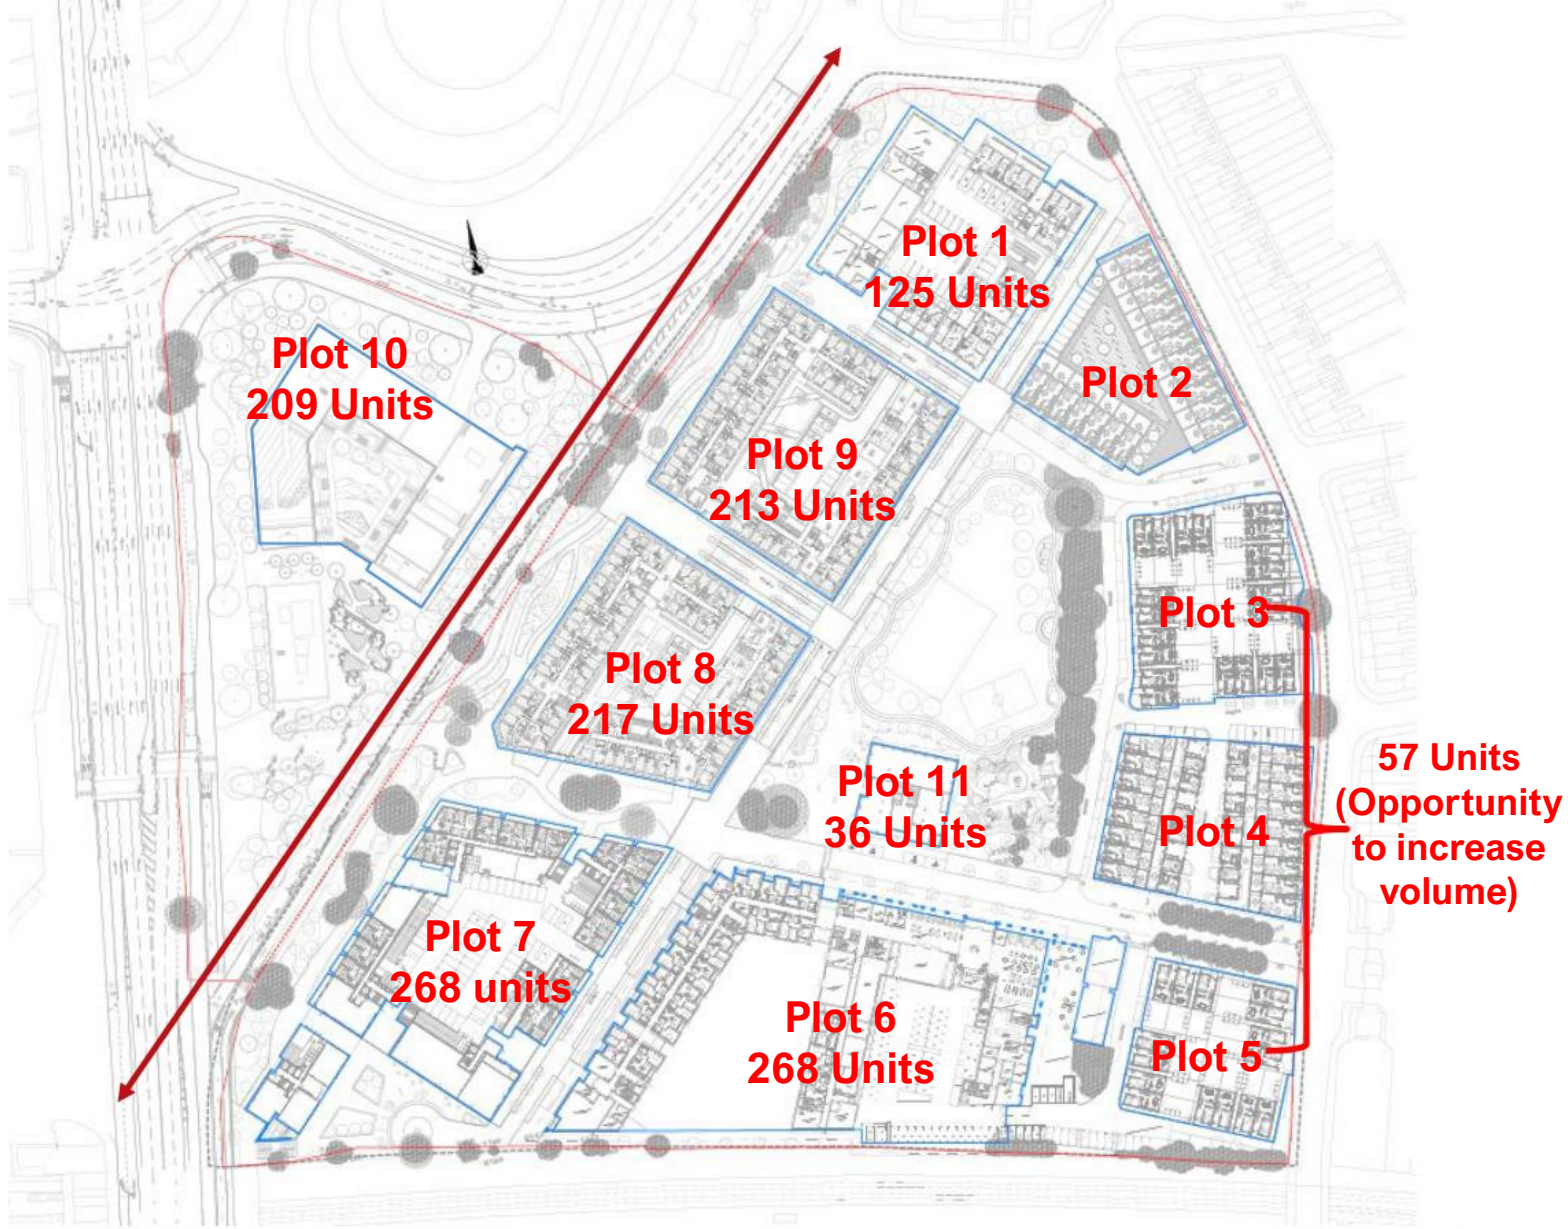 Plot 1
125 Units
Plot 10
209 Units
Plot 2
Plot 9
213 Units
Plot 3
Plot 8
217 Units
Plot 11
36 Units
Plot 4
57 Units
(Opportunity
to increase
volume)
Plot 7
268 units
Plot 6
268 Units
Plot 5